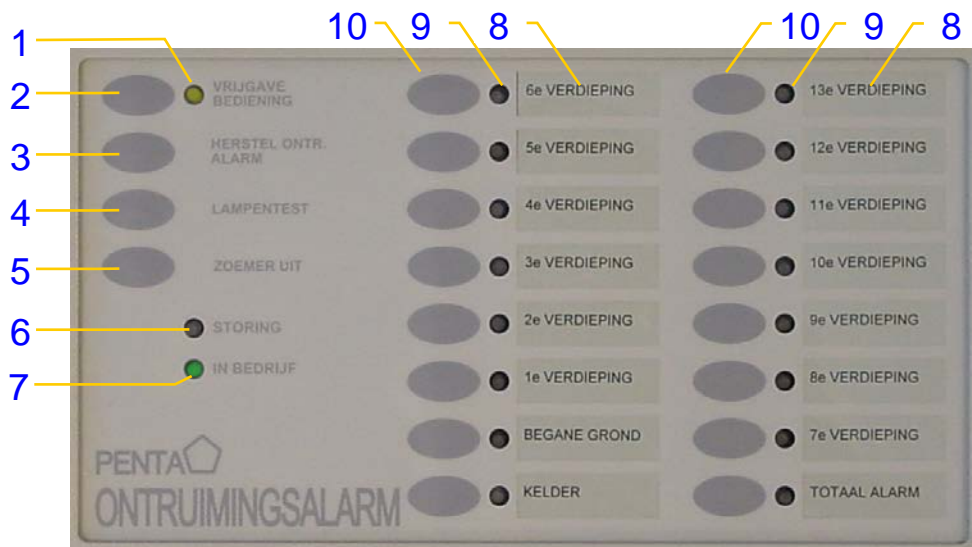 1
2
3
4
5
6
7
10 9 8
10 9 8
VRIJGAVE
BEDIENING
HERSTEL ONTR.
ALARM
LAMPENTEST
ZOEMER UIT
STORING
IN BEDRIJF
PENTA
ONTRUIMINGSALARM
6e VERDIEPING
5e VERDIEPING
4e VERDIEPING
3e VERDIEPING
2e VERDIEPING
1e VERDIEPING
BEGANE GROND
KELDER
13e VERDIEPING
12e VERDIEPING
11e VERDIEPING
10e VERDIEPING
9e VERDIEPING
8e VERDIEPING
7e VERDIEPING
TOTAAL ALARM